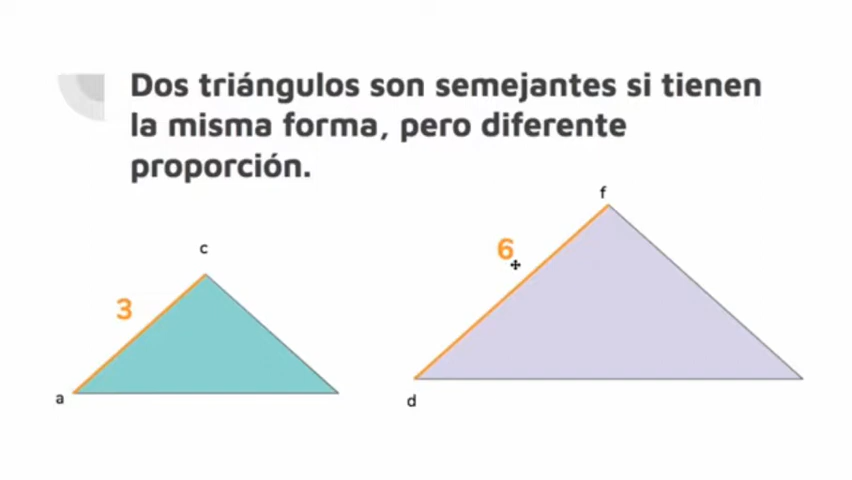 Dos triángulos son semejantes si tienen
la misma forma, pero diferente
proporción.
f
6
c
3
a
d